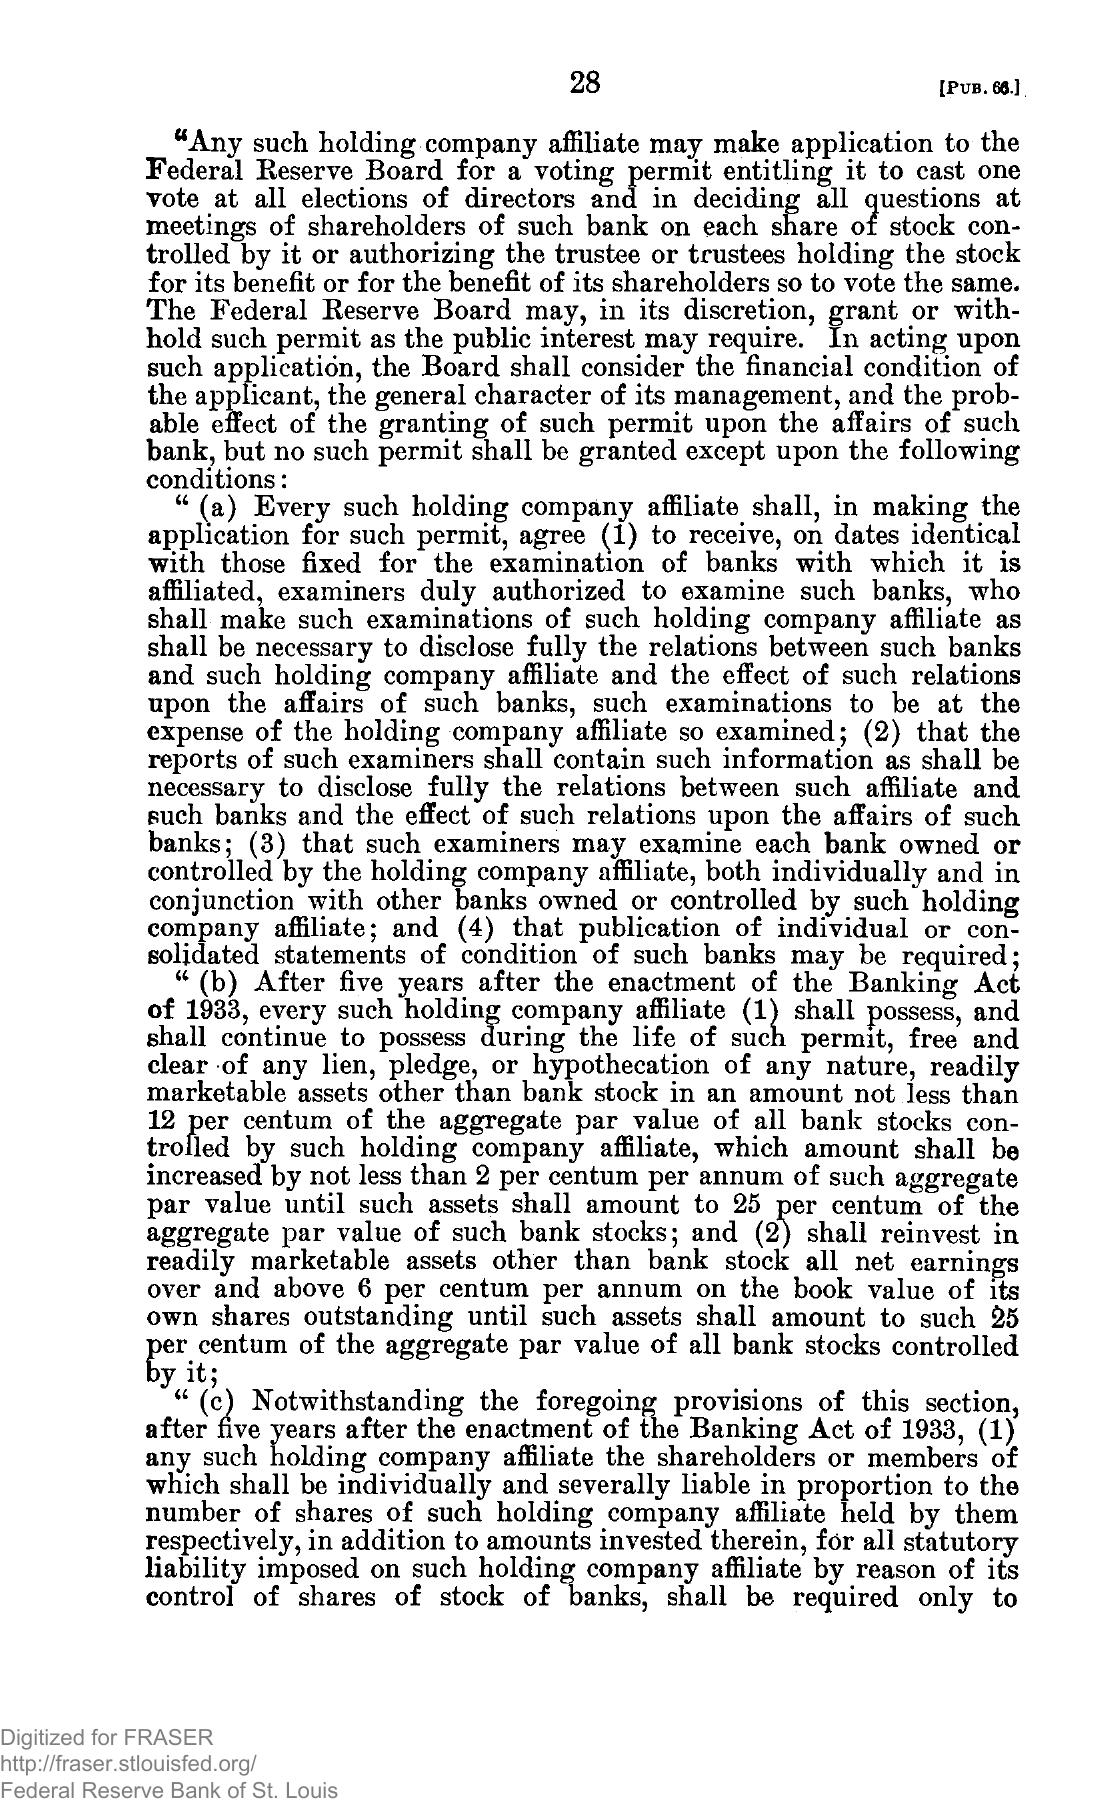 28
[PUB. 66.]
“Any such holding company affiliate may make application to the
Federal Reserve Board for a voting permit entitling it to cast one
vote at all elections of directors and in deciding all questions at
meetings of shareholders of such bank on each share of stock con-
trolled by it or authorizing the trustee or trustees holding the stock
for its benefit or for the benefit of its shareholders so to vote the same.
The Federal Reserve Board may, in its discretion, grant or with-
hold such permit as the public interest may require. In acting upon
such application, the Board shall consider the financial condition of
the applicant, the general character of its management, and the prob-
able effect of the granting of such permit upon the affairs of such
bank, but no such permit shall be granted except upon the following
conditions:
“ (a) Every such holding company affiliate shall, in making the
application for such permit, agree (1) to receive, on dates identical
with those fixed for the examination of banks with which it is
affiliated, examiners duly authorized to examine such banks, who
shall make such examinations of such holding company affiliate as
shall be necessary to disclose fully the relations between such banks
and such holding company affiliate and the effect of such relations
upon the affairs of such banks, such examinations to be at the
expense of the holding company affiliate so examined; (2) that the
reports of such examiners shall contain such information as shall be
necessary to disclose fully the relations between such affiliate and
such banks and the effect of such relations upon the affairs of such
banks; (3) that such examiners may examine each bank owned or
controlled by the holding company affiliate, both individually and in
conjunction with other banks owned or controlled by such holding
company affiliate; and (4) that publication of individual or con-
solidated statements of condition of such banks may be required;
“ (b) After five years after the enactment of the Banking Act
of 1933, every such holding company affiliate (1) shall possess, and
shall continue to possess during the life of such permit, free and
clear of any lien, pledge, or hypothecation of any nature, readily
marketable assets other than bank stock in an amount not less than
12 per centum of the aggregate par value of all bank stocks con-
trolled by such holding company affiliate, which amount shall be
increased by not less than 2 per centum per annum of such aggregate
par value until such assets shall amount to 25 per centum of the
aggregate par value of such bank stocks; and (2) shall reinvest in
readily marketable assets other than bank stock all net earnings
over and above 6 per centum per annum on the book value of its
own shares outstanding until such assets shall amount to such 25
per centum of the aggregate par value of all bank stocks controlled
by it;
“ (c) Notwithstanding the foregoing provisions of this section,
after five years after the enactment of the Banking Act of 1933, (1)
any such holding company affiliate the shareholders or members of
which shall be individually and severally liable in proportion to the
number of shares of such holding company affiliate held by them
respectively, in addition to amounts invested therein, for all statutory
liability imposed on such holding company affiliate by reason of its
control of shares of stock of banks, shall be required only to
Digitized for FRASER
http://fraser.stlouisfed.org/
Federal Reserve Bank of St. Louis